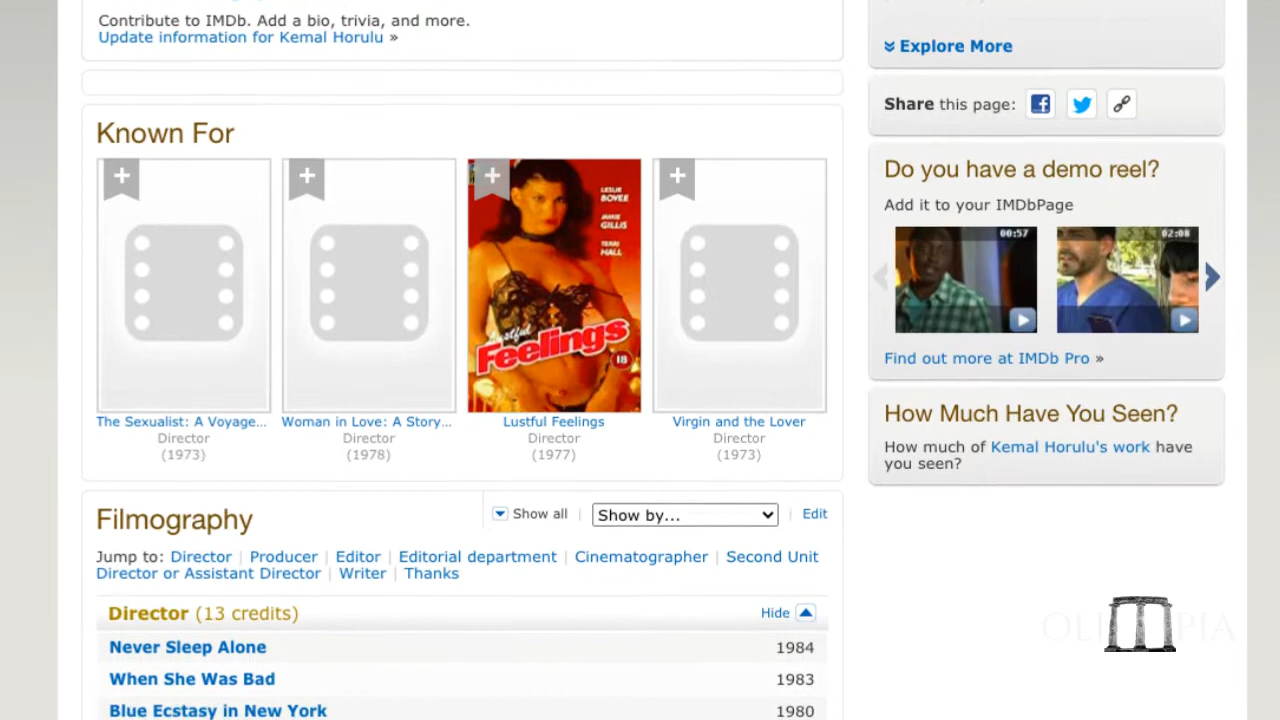 Contribute to IMDb. Add a bio, trivia, and more.
Update information for Kemal Horulu »
Known For
LESLIE
BOVEE
JAMIE
GILLIS
TERRI
HALL
Lustful
Feelings
18
The Sexualist: A Voyage...
Director
(1973)
Woman in Love: A Story...
Director
(1978)
Lustful Feelings
Director
(1977)
Virgin and the Lover
Director
(1973)
Filmography
Show all | Show by... | Edit
Jump to: Director | Producer | Editor | Editorial department | Cinematographer | Second Unit
Director or Assistant Director | Writer | Thanks
Director (13 credits)
Hide
Never Sleep Alone 1984
When She Was Bad 1983
Blue Ecstasy in New York 1980
Explore More
Share this page:
Do you have a demo reel?
Add it to your IMDbPage
00:57
02:08
Find out more at IMDb Pro »
How Much Have You Seen?
How much of Kemal Horulu's work have
you seen?